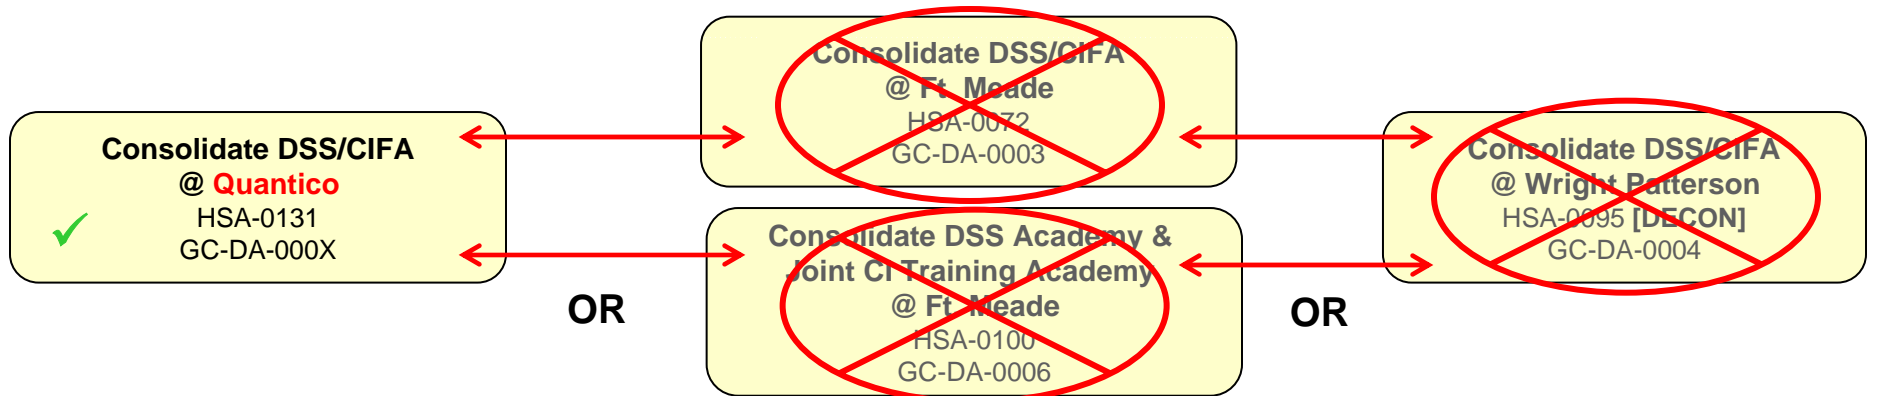 Consolidate DSS/CIFA
@ Quantico
HSA-0131
GC-DA-000X
OR
Consolidate DSS/CIFA
@ Ft. Meade
HSA-0072
GC-DA-0003
Consolidate DSS Academy &
Joint CI Training Academy
@ Ft. Meade
HSA-0100
GC-DA-0006
OR
Consolidate DSS/CIFA
@ Wright Patterson
HSA-0095 [DECON]
GC-DA-0004